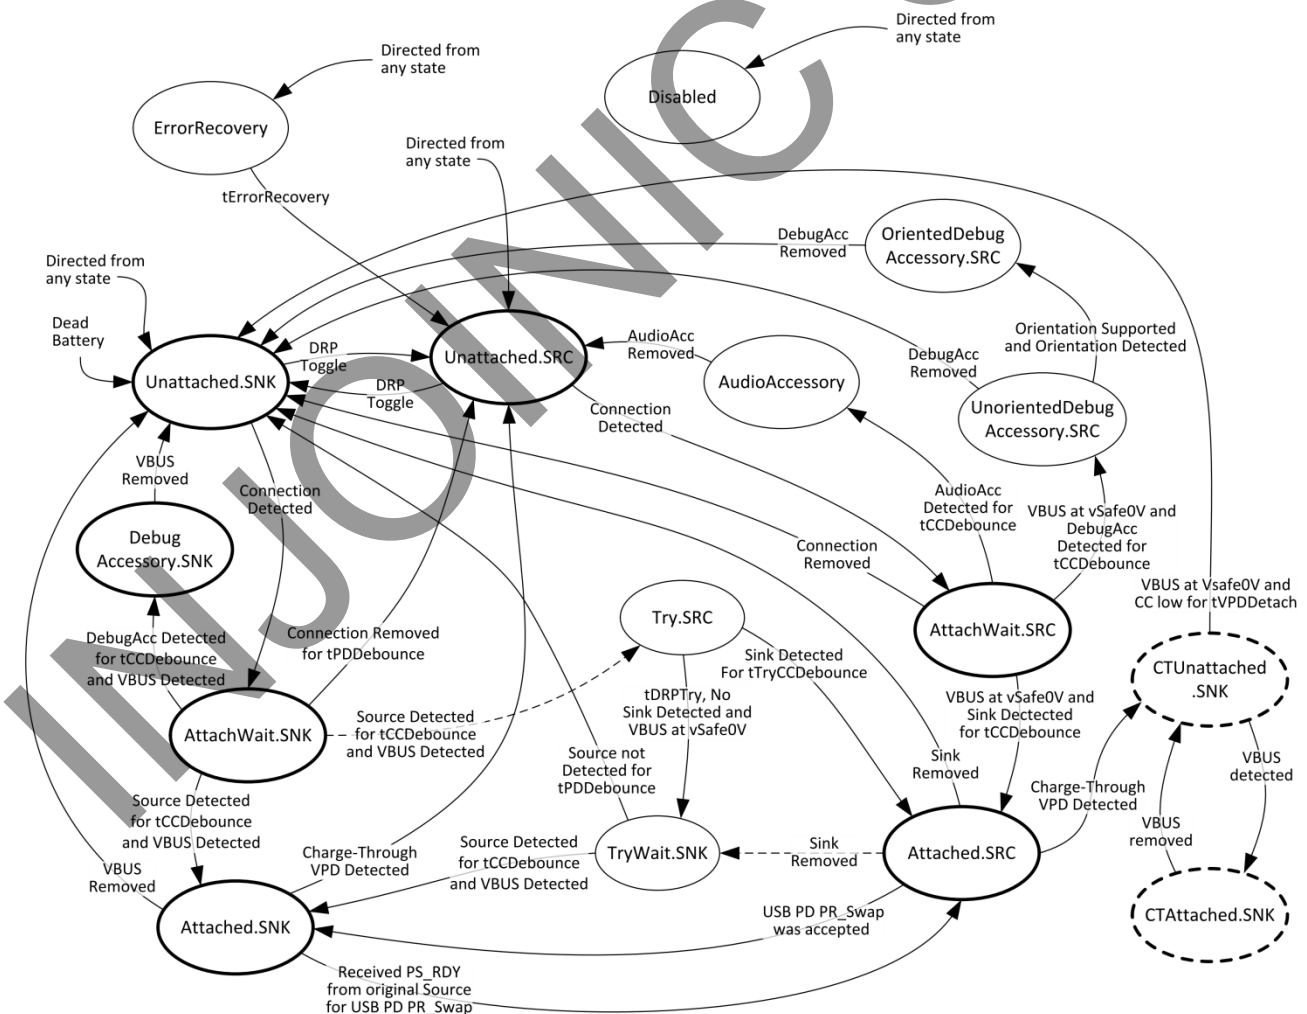 Directed from
any state
Directed from
any state
Disabled
ErrorRecovery
Directed from
any state
tErrorRecovery
OrientedDebug
Accessory.SRC
DebugAcc
Removed
Directed from
any state
Dead
Battery
Orientation Supported
and Orientation Detected
AudioAcc
Removed
DRP
Toggle
Unattached.SRC
Unattached.SNK
DRP
Toggle
AudioAccessory
DebugAcc
Removed
UnorientedDebug
Accessory.SRC
Connection
Detected
VBUS
Removed
Connection
Detected
AudioAcc
Detected for
tCCDebounce
VBUS at vSafe0V and
DebugAcc
Detected for
tCCDebounce
Debug
Accessory.SNK
Connection
Removed
VBUS at Vsafe0V and
CC low for tVPDDetach
Try.SRC
AttachWait.SRC
DebugAcc Detected
for tCCDebounce
and VBUS Detected
Connection Removed
for tPDDebounce
Sink Detected
For tTryCCDebounce
CTUnattached
.SNK
tDRPTry, No
Sink Detected and
VBUS at vSafe0V
VBUS at vSafe0V and
Sink Dectected
for tCCDebounce
AttachWait.SNK
Source Detected
for tCCDebounce
and VBUS Detected
Source not
Detected for
tPDDebounce
Sink
Removed
VBUS
detected
Charge-Through
VPD Detected
Source Detected
for tCCDebounce
and VBUS Detected
VBUS
removed
Source Detected
for tCCDebounce
and VBUS Detected
TryWait.SNK
Sink
Removed
Attached.SRC
Charge-Through
VPD Detected
VBUS
Removed
Attached.SNK
USB PD PR_Swap
was accepted
CTAttached.SNK
Received PS_RDY
from original Source
for USB PD PR_Swap
INJOINIC